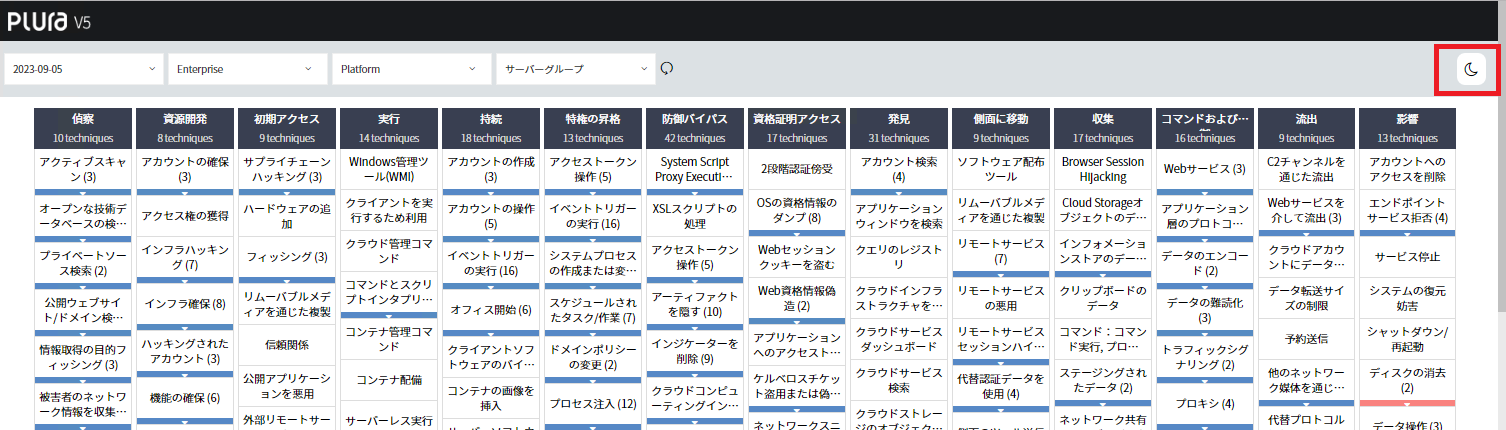 PLURA V5
2023-09-05 Enterprise Platform サーバーグループ
偵察
10 techniques
アクティブスキャ
ン (3)
オープンな技術デ
ータベースの検…
プライベートソー
ス検索 (2)
公開ウェブサイ
ト/ドメイン検…
情報取得の目的フ
ィッシング (3)
被害者のネットワ
ーク情報を収集…
資源開発
8 techniques
アカウントの確保
(3)
アクセス権の獲得
インフラハッキン
グ (7)
インフラ確保 (8)
ハッキングされた
アカウント (3)
機能の確保 (6)
初期アクセス
9 techniques
サプライチェーン
ハッキング (3)
ハードウェアの追
加
フィッシング (3)
リムーバブルメデ
ィアを通じた複製
信頼関係
公開アプリケーシ
ョンを悪用
外部リモートサー
実行
14 techniques
Windows管理ツ
ール(WMI)
クライアントを実
行するため利用
クラウド管理コマ
ンド
コマンドとスクリ
プトインタプリ…
コンテナ管理コマ
ンド
コンテナ配備
サーバーレス実行
持続
18 techniques
アカウントの作成
(3)
アカウントの操作
(5)
イベントトリガー
の実行 (16)
オフィス開始 (6)
クライアントソフ
トウェアのバイ…
コンテナの画像を
挿入
特権の昇格
13 techniques
アクセストークン
操作 (5)
イベントトリガー
の実行 (16)
システムプロセス
の作成または変…
スケジュールされ
たタスク/作業 (7)
ドメインポリシー
の変更 (2)
プロセス注入 (12)
防御バイパス
42 techniques
System Script
Proxy Executi…
XSLスクリプトの
処理
アクセストークン
操作 (5)
アーティファクト
を隠す (10)
インジケーターを
削除 (9)
クラウドコンピュ
ーティングイン…
資格証明アクセス
17 techniques
2段階認証傍受
OSの資格情報の
ダンプ (8)
Webセッション
クッキーを盗む
Web資格情報偽
造 (2)
アプリケーション
へのアクセスト…
ケルベロスチケッ
ト盗用または偽…
ネットワークスニ
発見
31 techniques
アカウント検索
(4)
アプリケーション
ウィンドウを検索
クエリのレジスト
リ
クラウドインフラ
ストラクチャを…
クラウドサービス
ダッシュボード
クラウドサービス
検索
クラウドストレー
ジのオブジェク…
側面に移動
9 techniques
ソフトウェア配布
ツール
リムーバブルメデ
ィアを通じた複製
リモートサービス
(7)
リモートサービス
の悪用
リモートサービス
セッションハイ…
代替認証データを
使用 (4)
収集
17 techniques
Browser Session
Hijacking
Cloud Storageオ
ブジェクトのデ…
インフォメーショ
ンストアのデー…
クリップボードの
データ
コマンド：コマン
ド実行, プロ…
ステージングされ
たデータ (2)
ネットワーク共有
コマンドおよび…
16 techniques
Webサービス (3)
アプリケーション
層のプロトコ…
データのエンコー
ド (2)
データの難読化
(3)
トラフィックシグ
ナリング (2)
プロキシ (4)
流出
9 techniques
C2チャンネルを
通じた流出
Webサービスを
介して流出 (3)
クラウドアカウ
ントにデータ…
データ転送サイ
ズの制限
予約送信
他のネットワー
ク媒体を通じ…
代替プロトコル
影響
13 techniques
アカウントへの
アクセスを削除
エンドポイント
サービス拒否 (4)
サービス停止
システムの復元
妨害
シャットダウン/
再起動
ディスクの消去
(2)
データ操作 (3)